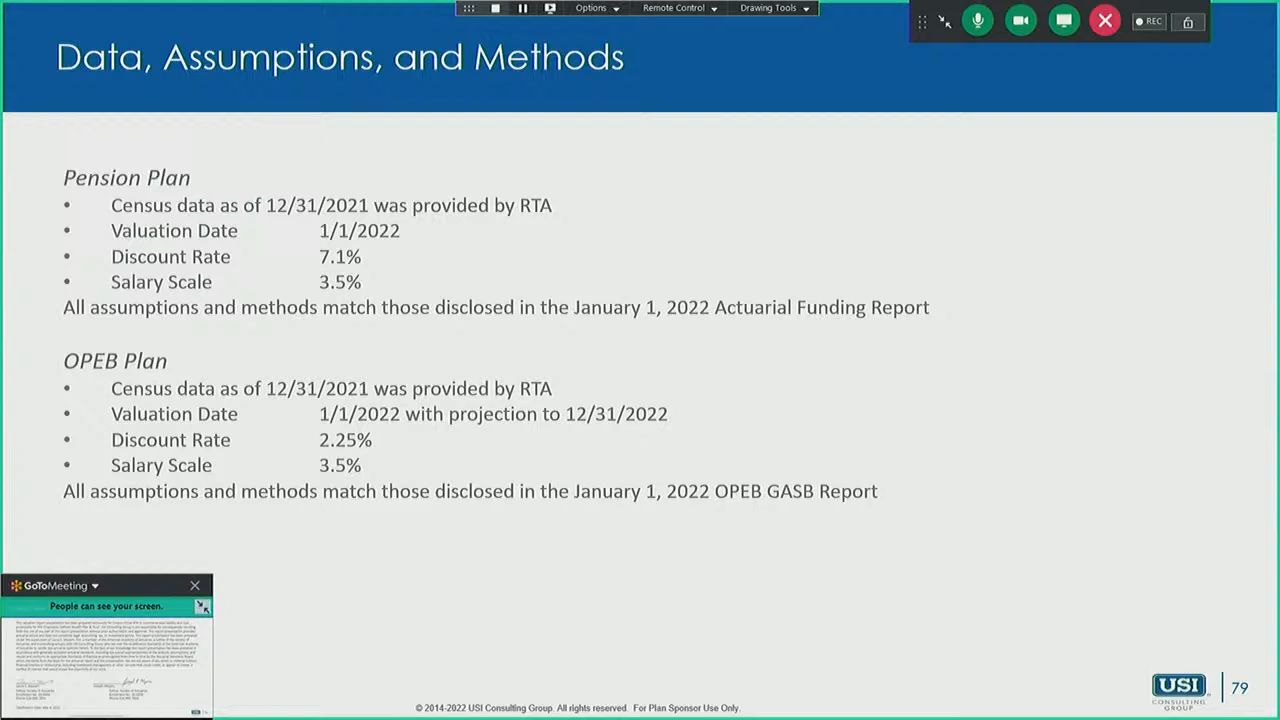 Options
Remote Control
Drawing Tools
REC
Data, Assumptions, and Methods
Pension Plan
• Census data as of 12/31/2021 was provided by RTA
• Valuation Date 1/1/2022
• Discount Rate 7.1%
• Salary Scale 3.5%
All assumptions and methods match those disclosed in the January 1, 2022 Actuarial Funding Report
OPEB Plan
• Census data as of 12/31/2021 was provided by RTA
• Valuation Date 1/1/2022 with projection to 12/31/2022
• Discount Rate 2.25%
• Salary Scale 3.5%
All assumptions and methods match those disclosed in the January 1, 2022 OPEB GASB Report
GoToMeeting
People can see your screen.
© 2014-2022 USI Consulting Group. All rights reserved. For Plan Sponsor Use Only.
USI
CONSULTING
GROUP
79